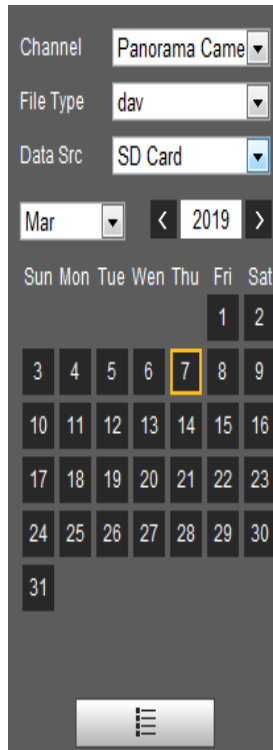 Channel Panorama Came
File Type dav
Data Src SD Card
Mar 2019
Sun Mon Tue Wen Thu Fri Sat
1 2
3 4 5 6 7 8 9
10 11 12 13 14 15 16
17 18 19 20 21 22 23
24 25 26 27 28 29 30
31